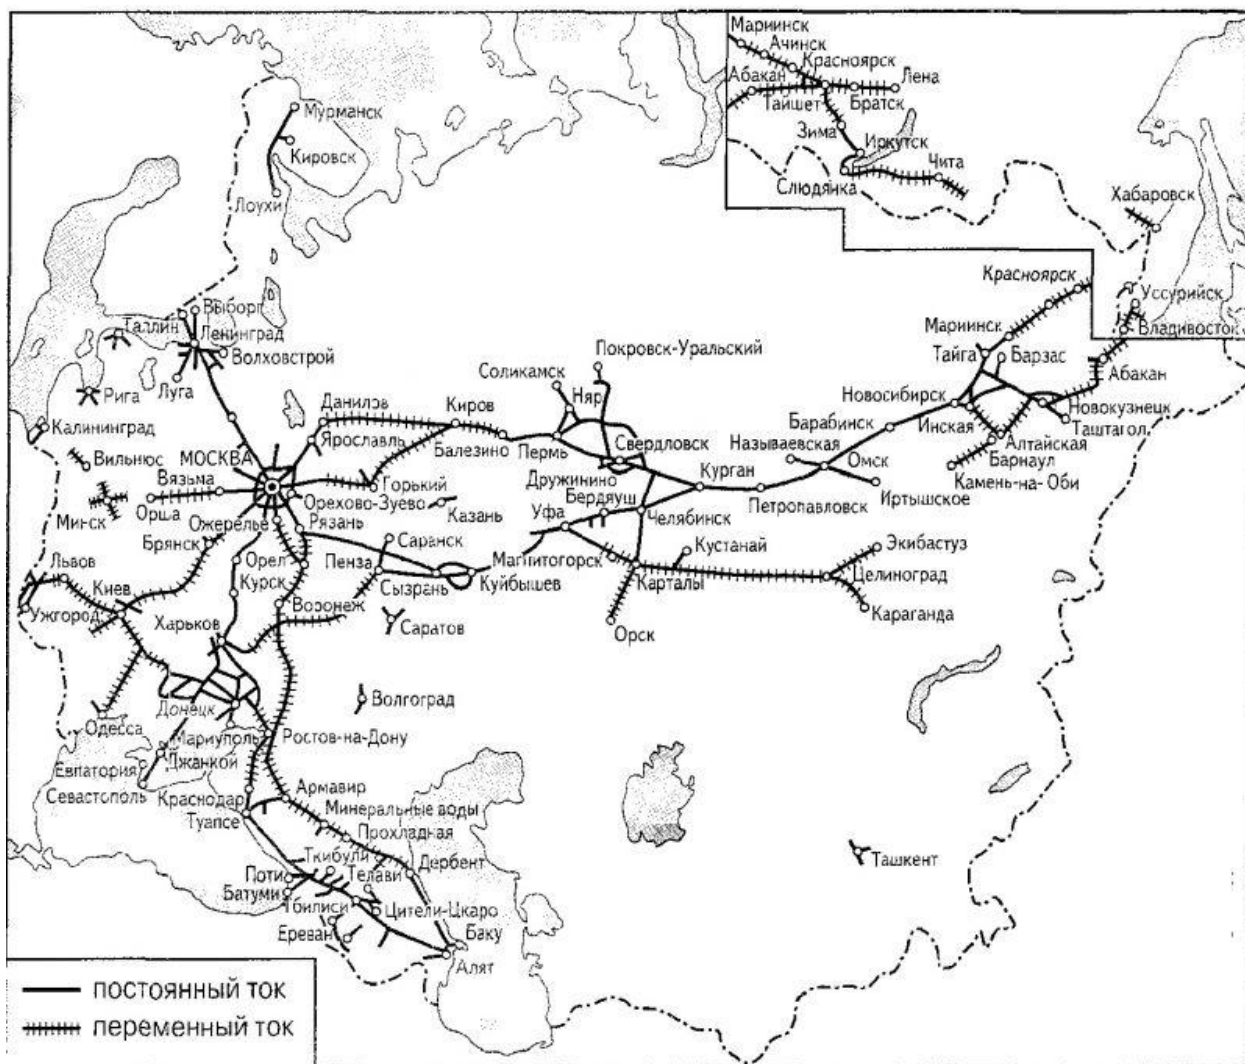 Мариинск
Ачинск
Красноярск
Абакан
Лена
Тайшет
Братск
Зима
Иркутск
Чита
Слюдянка
Хабаровск
Мурманск
Кировск
Лоухи
Красноярск
Уссурийск
Выборг
Таллин
Ленинград
Волховстрой
Мариинск
Владивосток
Покровск-Уральский
Тайга
Барзас
Абакан
Соликамск
Луга
Рига
Няр
Данилов
Киров
Новосибирск
Новокузнецк
Калининград
Ярославль
Барабинск
Инская
Таштагол
Балезино
Пермь
Свердловск
Называевская
Алтайская
Вильнюс
МОСКВА
Барнаул
Вязьма
Горький
Дружинино
Курган
Омск
Камень-на- Оби
Орехово-Зуево
Бердяуш
Иртышское
Минск
Орша
Казань
Петропавловск
Ожерелье
Рязань
Уфа
Челябинск
Брянск
Саранск
Экибастуз
Орел
Магнитогорск
Кустанай
Львов
Пенза
Киев
Курск
Сызрань
Куйбышев
Карталы
Целиноград
Воронеж
Ужгород
Караганда
Харьков
Саратов
Орск
Волгоград
Донецк
Одесса
Мариуполь
Ростов-на-Дону
Джанкой
Евпатория
Севастополь
Армавир
Краснодар
Минеральные воды
Туапсе
Прохладная
Ткибули
Дербент
Ташкент
Поти
Телави
Батуми
Тбилиси
Цители-Цкаро
Ереван
Баку
Алят
постоянный ток
переменный ток